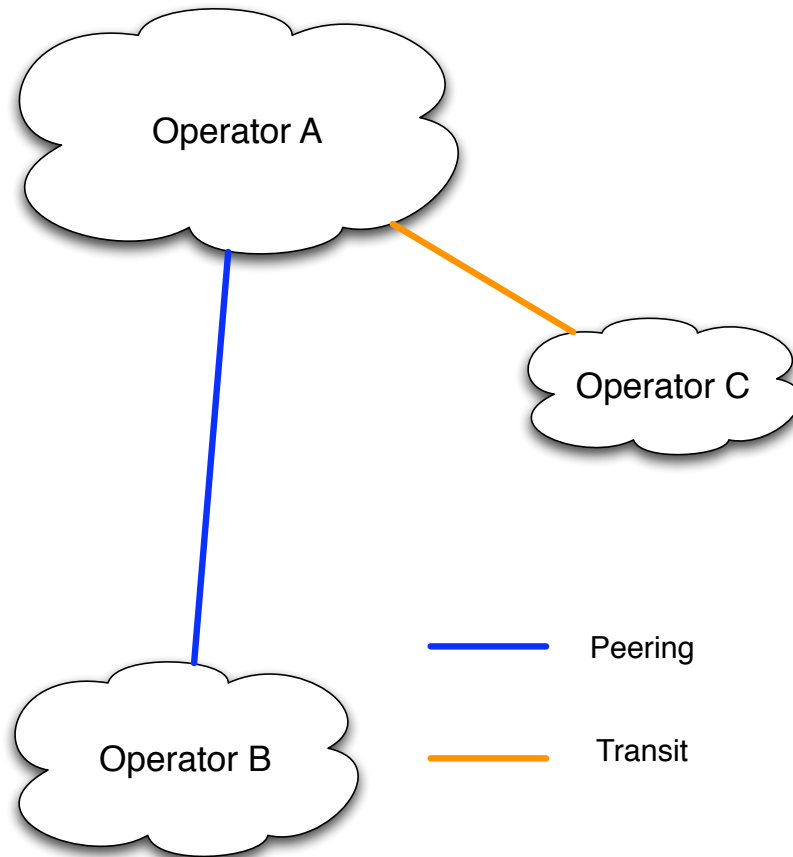 Operator A
Operator C
Peering
Transit
Operator B